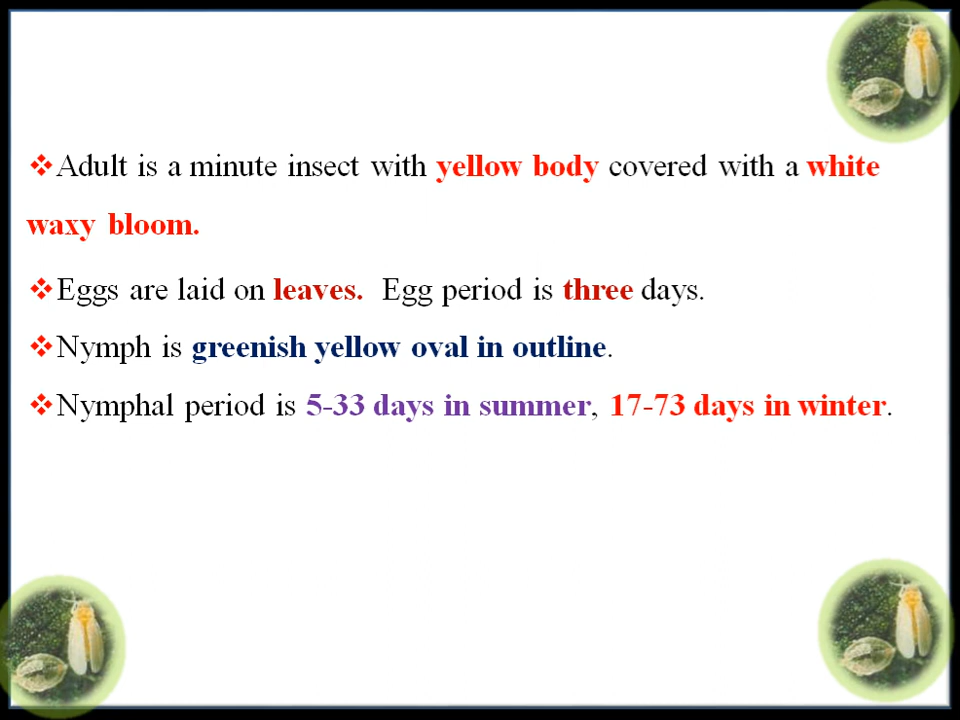 ❖Adult is a minute insect with yellow body covered with a white
waxy bloom.
❖Eggs are laid on leaves.  Egg period is three days.
❖Nymph is greenish yellow oval in outline.
❖Nymphal period is 5-33 days in summer, 17-73 days in winter.